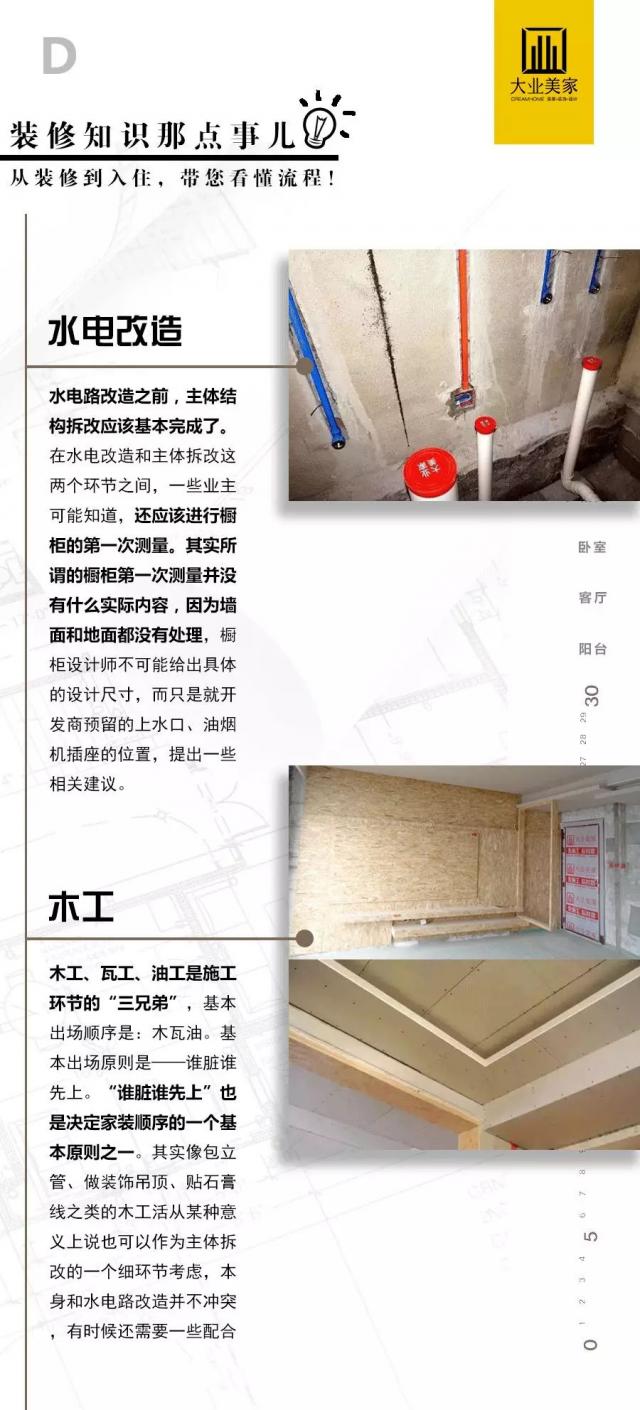 D
大业美家
DREAMHOME
装修知识那点事儿
从装修到入住，带您看懂流程！
水电改造
水电路改造之前，主体结
构拆改应该基本完成了。
在水电改造和主体拆改这
两个环节之间，一些业主
可能知道，还应该进行橱
柜的第一次测量。其实所
谓的橱柜第一次测量并没
有什么实际内容，因为墙
面和地面都没有处理，橱
柜设计师不可能给出具体
的设计尺寸，而只是就开
发商预留的上水口、油烟
机插座的位置，提出一些
相关建议。
大业
美家
卧室
客厅
阳台
30
29
28
27
木工
木工、瓦工、油工是施工
环节的“三兄弟”，基本
出场顺序是：木瓦油。基
本出场原则是——谁脏谁
先上。“谁脏谁先上”也
是决定家装顺序的一个基
本原则之一。其实像包立
管、做装饰吊顶、贴石膏
线之类的木工活从某种意
义上说也可以作为主体拆
改的一个细环节考虑，本
身和水电路改造并不冲突
，有时候还需要一些配合
8
7
6
5
4
3
2
1
0